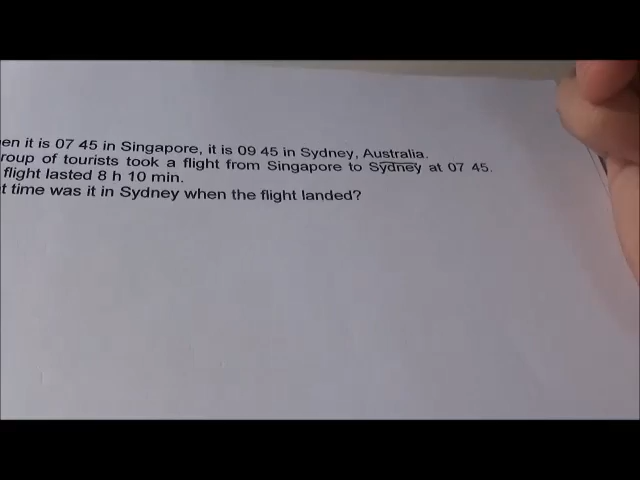 en it is 07 45 in Singapore, it is 09 45 in Sydney, Australia.
roup of tourists took a flight from Singapore to Sydney at 07 45.
flight lasted 8 h 10 min.
t time was it in Sydney when the flight landed?